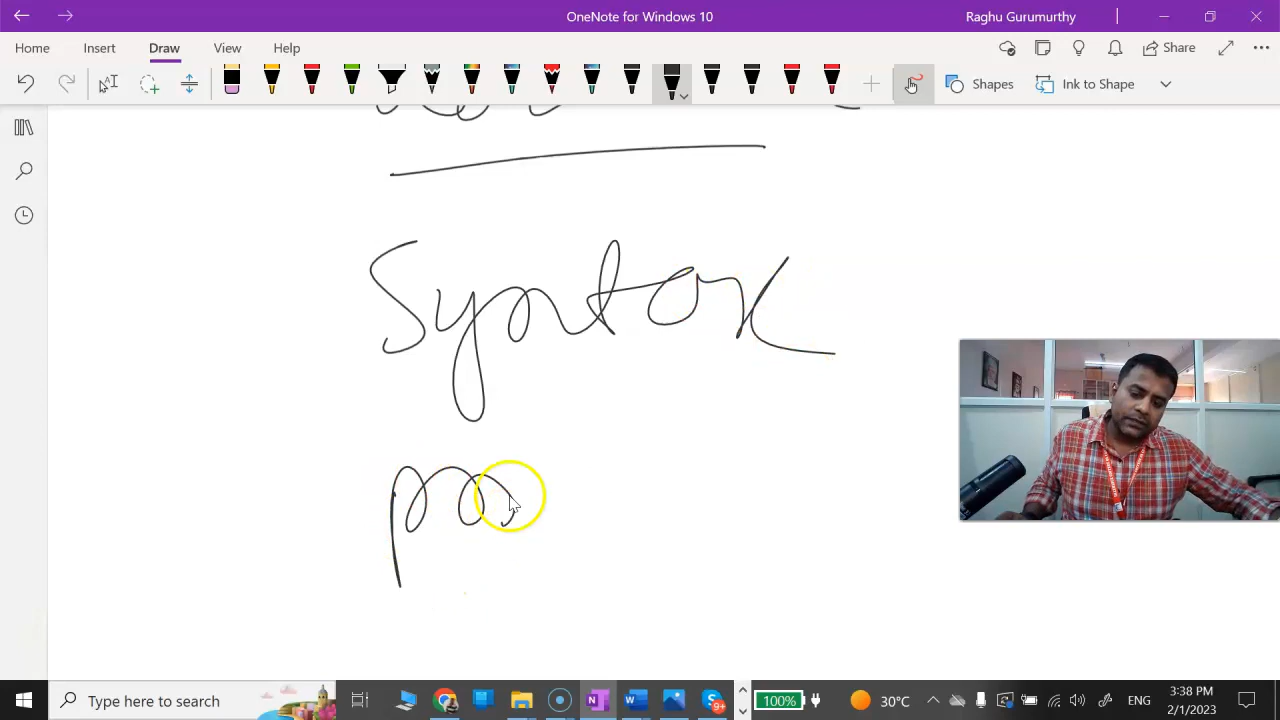 OneNote for Windows 10
Raghu Gurumurthy
Home Insert Draw View Help
Share
Shapes
Ink to Shape
Syntax
Type here to search
100%
30°C
ENG
3:38 PM
2/1/2023
9+